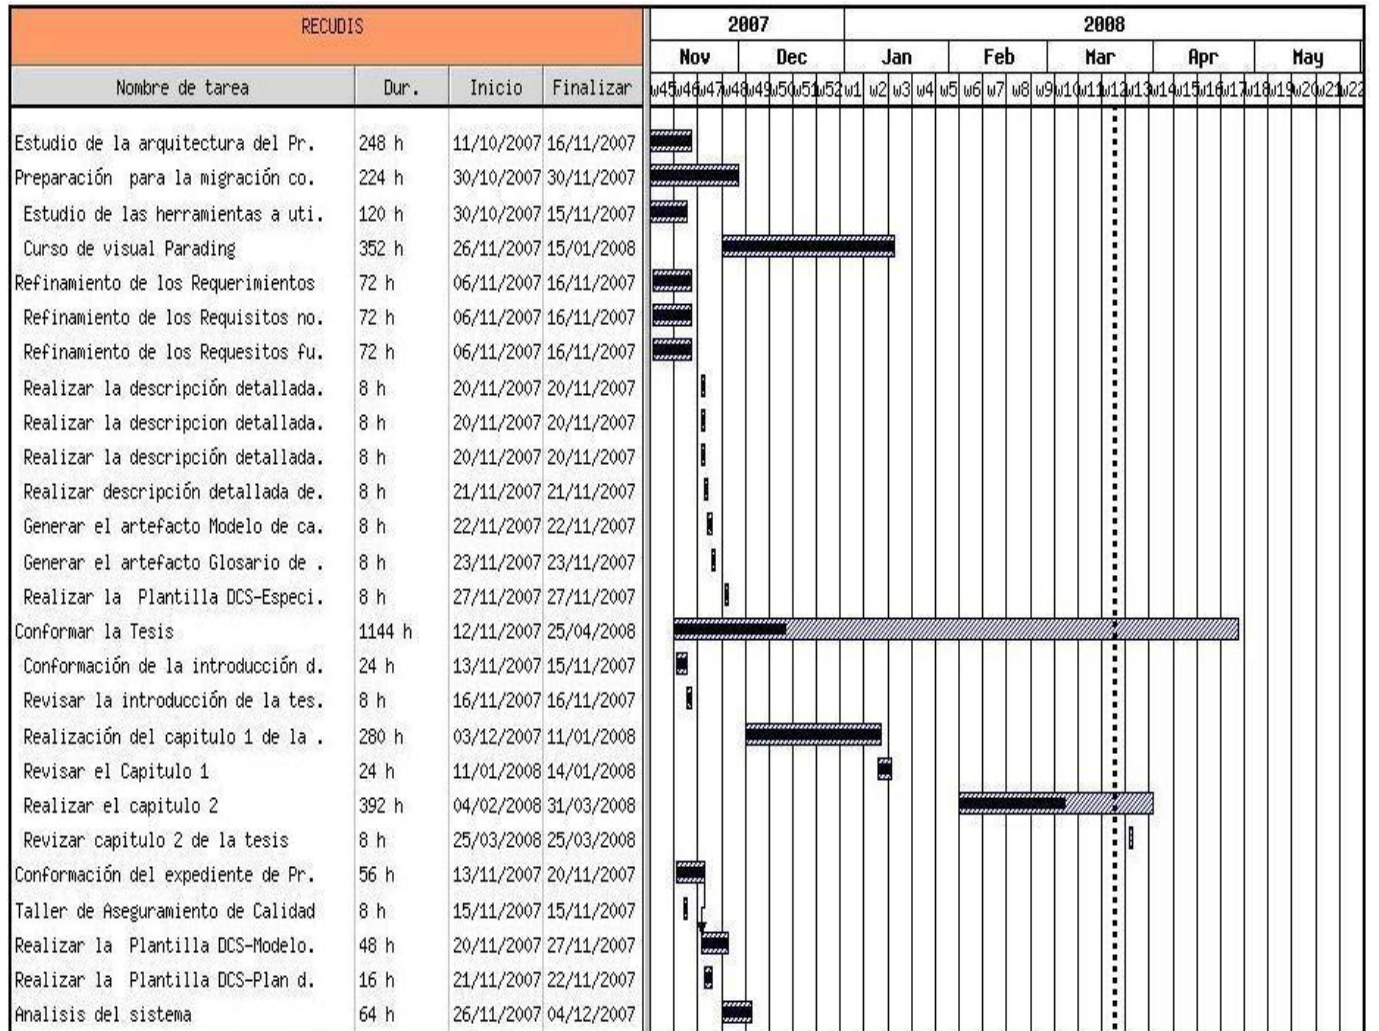 RECUDIS 2007 2008
Nov Dec Jan Feb Mar Apr May
Nombre de tarea Dur. Inicio Finalizar w45 w46 w47 w48 w49 w50 w51 w52 w1 w2 w3 w4 w5 w6 w7 w8 w9 w10 w11 w12 w13 w14 w15 w16 w17 w18 w19 w20 w21 w22
Estudio de la arquitectura del Pr. 248 h 11/10/2007 16/11/2007
Preparación para la migración co. 224 h 30/10/2007 30/11/2007
Estudio de las herramientas a uti. 120 h 30/10/2007 15/11/2007
Curso de visual Parading 352 h 26/11/2007 15/01/2008
Refinamiento de los Requerimientos 72 h 06/11/2007 16/11/2007
Refinamiento de los Requisitos no. 72 h 06/11/2007 16/11/2007
Refinamiento de los Requesitos fu. 72 h 06/11/2007 16/11/2007
Realizar la descripción detallada. 8 h 20/11/2007 20/11/2007
Realizar la descripcion detallada. 8 h 20/11/2007 20/11/2007
Realizar la descripción detallada. 8 h 20/11/2007 20/11/2007
Realizar descripción detallada de. 8 h 21/11/2007 21/11/2007
Generar el artefacto Modelo de ca. 8 h 22/11/2007 22/11/2007
Generar el artefacto Glosario de . 8 h 23/11/2007 23/11/2007
Realizar la Plantilla DCS-Especi. 8 h 27/11/2007 27/11/2007
Conformar la Tesis 1144 h 12/11/2007 25/04/2008
Conformación de la introducción d. 24 h 13/11/2007 15/11/2007
Revisar la introducción de la tes. 8 h 16/11/2007 16/11/2007
Realización del capitulo 1 de la . 280 h 03/12/2007 11/01/2008
Revisar el Capitulo 1 24 h 11/01/2008 14/01/2008
Realizar el capitulo 2 392 h 04/02/2008 31/03/2008
Revizar capitulo 2 de la tesis 8 h 25/03/2008 25/03/2008
Conformación del expediente de Pr. 56 h 13/11/2007 20/11/2007
Taller de Aseguramiento de Calidad 8 h 15/11/2007 15/11/2007
Realizar la Plantilla DCS-Modelo. 48 h 20/11/2007 27/11/2007
Realizar la Plantilla DCS-Plan d. 16 h 21/11/2007 22/11/2007
Analisis del sistema 64 h 26/11/2007 04/12/2007